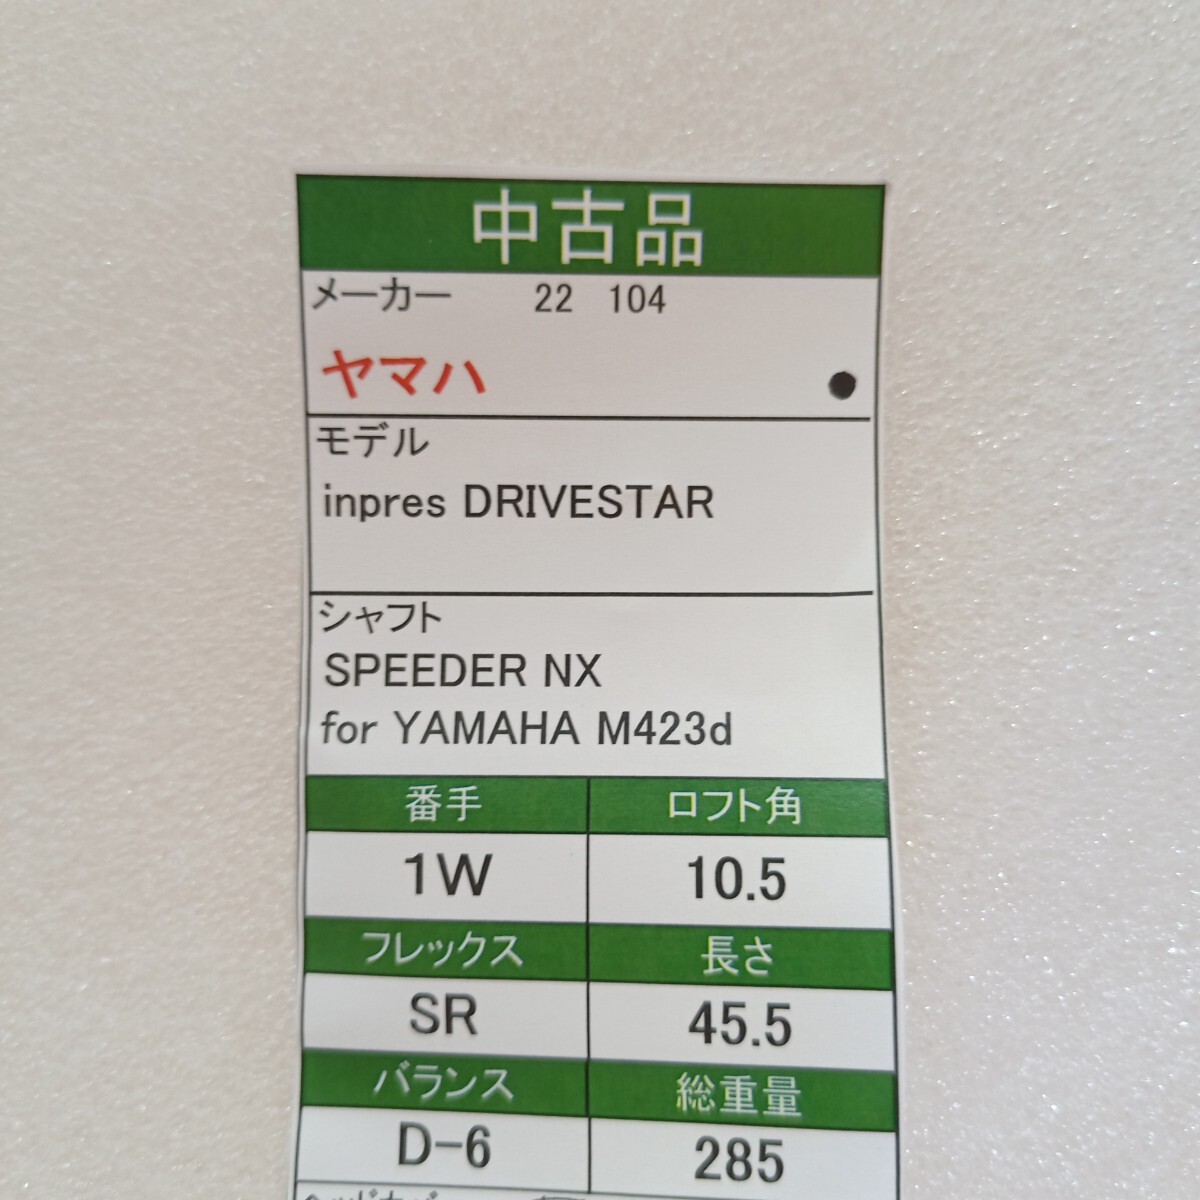 中古品
メーカー 22 104
ヤマハ
モデル
inpres DRIVESTAR
シャフト
SPEEDER NX
for YAMAHA M423d
番手 ロフト角
1W 10.5
フレックス 長さ
SR 45.5
バランス 総重量
D-6 285